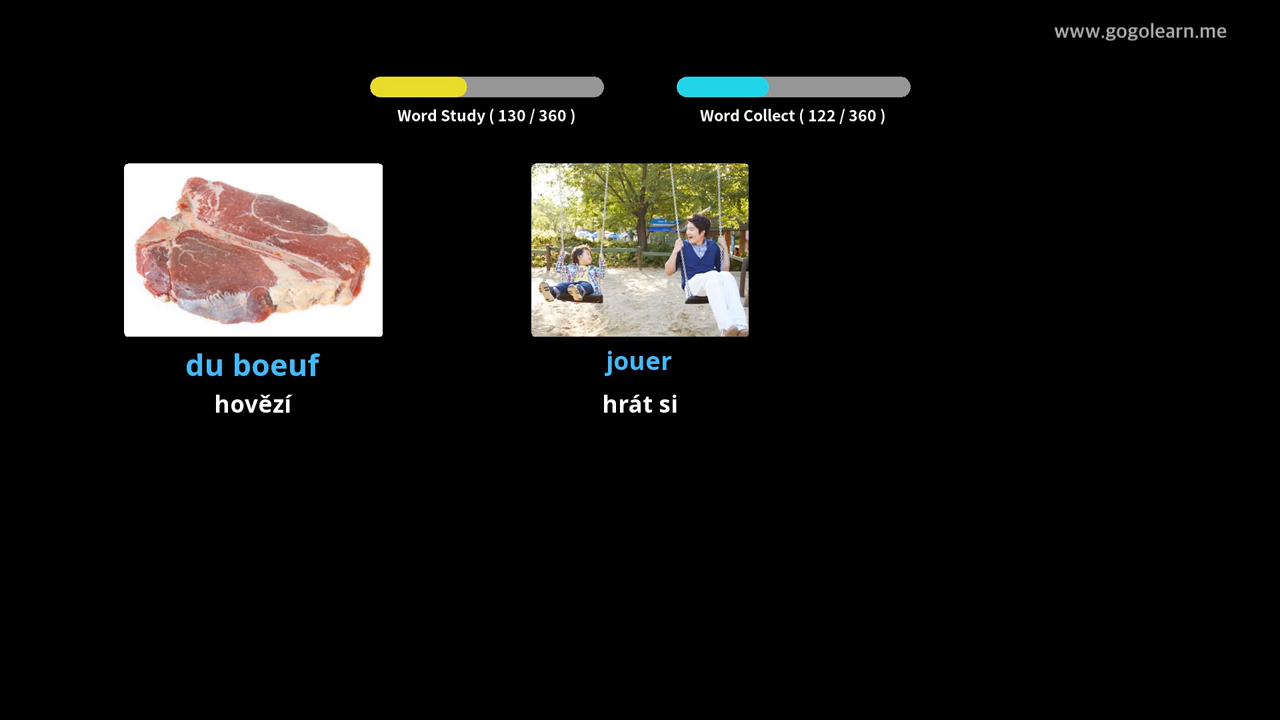 www.gogolearn.me
Word Study ( 130 / 360 )
Word Collect ( 122 / 360 )
du boeuf
hovězí
jouer
hrát si